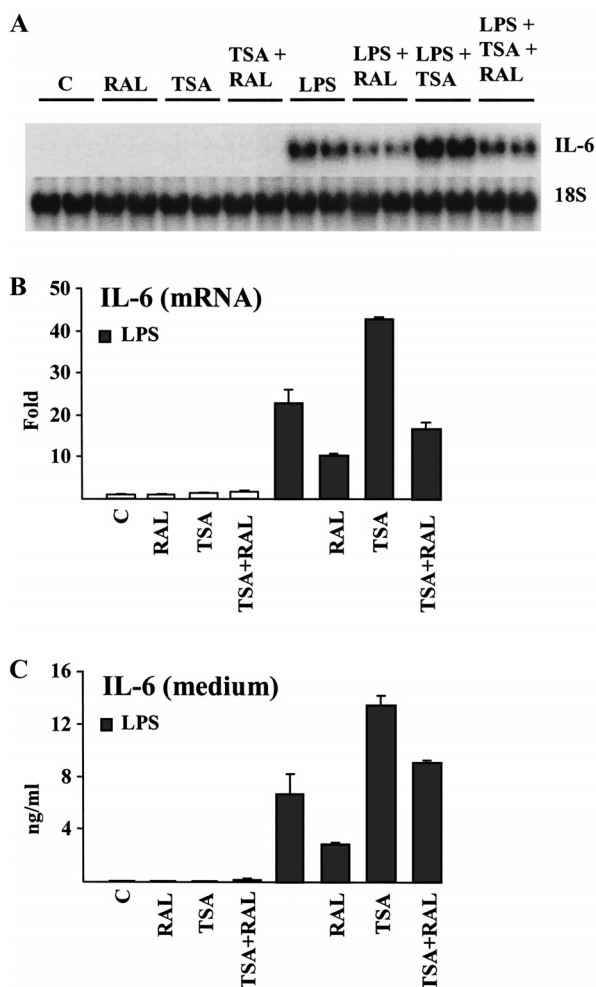 A
C
RAL
TSA
TSA +
RAL
LPS
LPS +
RAL
LPS +
TSA
LPS +
TSA +
RAL
IL-6
18S
B
IL-6 (mRNA)
LPS
Fold
50
40
30
20
10
C
RAL
TSA
TSA+RAL
RAL
TSA
TSA+RAL
C
IL-6 (medium)
LPS
ng/ml
16
12
8
4
C
RAL
TSA
TSA+RAL
RAL
TSA
TSA+RAL